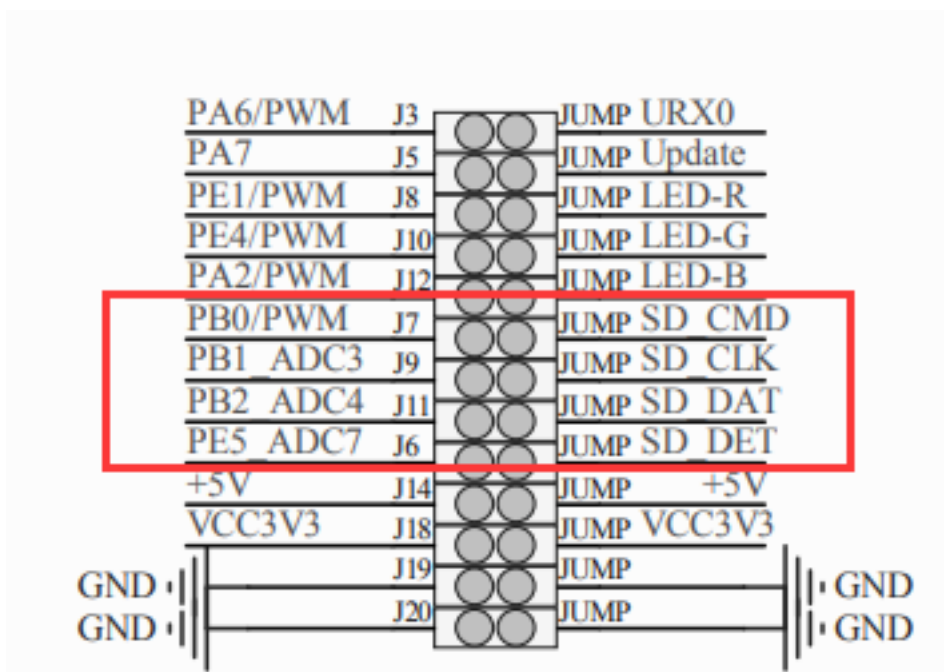 PA6/PWM J3 JUMP URX0
PA7 J5 JUMP Update
PE1/PWM J8 JUMP LED-R
PE4/PWM J10 JUMP LED-G
PA2/PWM J12 JUMP LED-B
PB0/PWM J7 JUMP SD_CMD
PB1_ADC3 J9 JUMP SD_CLK
PB2_ADC4 J11 JUMP SD_DAT
PE5_ADC7 J6 JUMP SD_DET
+5V J14 JUMP +5V
VCC3V3 J18 JUMP VCC3V3
GND J19 JUMP GND
GND J20 JUMP GND